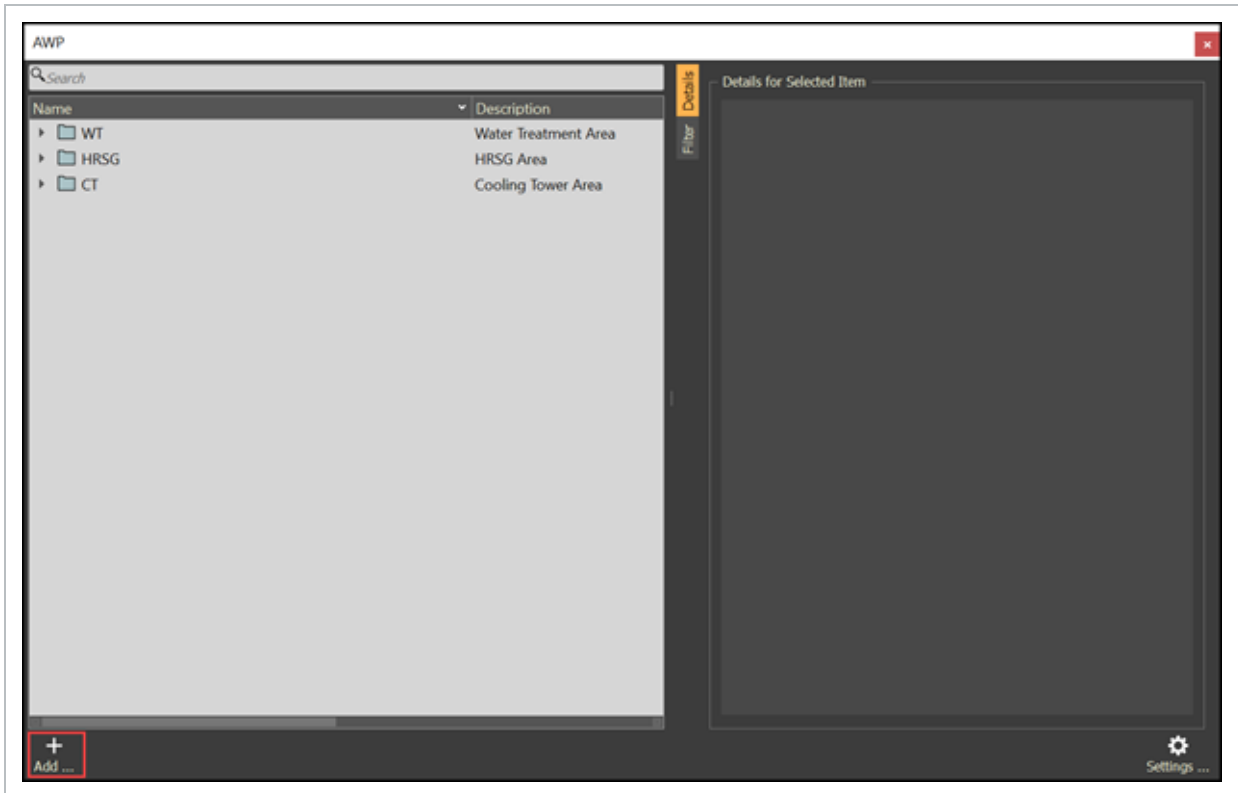 AWP
Search
Details
Filter
Details for Selected Item
Name Description
WT Water Treatment Area
HRSG HRSG Area
CT Cooling Tower Area
Add ...
Settings ...